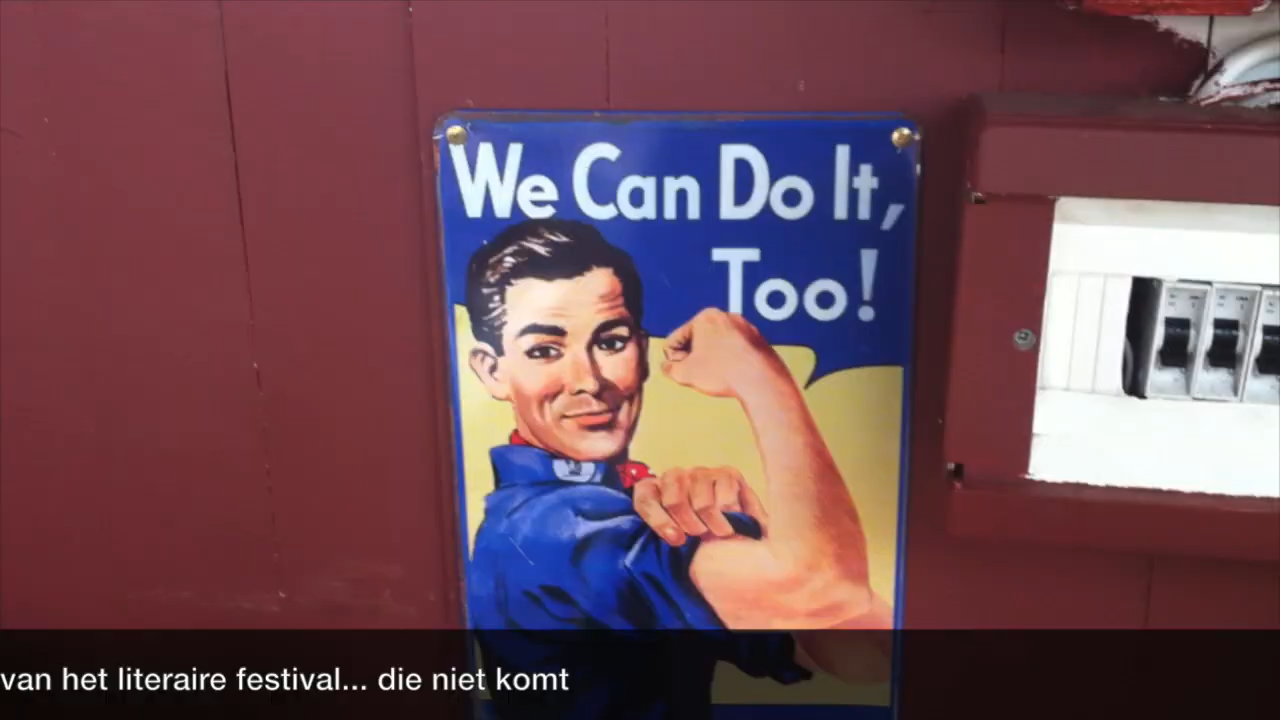 We Can Do It,
Too!
van het literaire festival... die niet komt